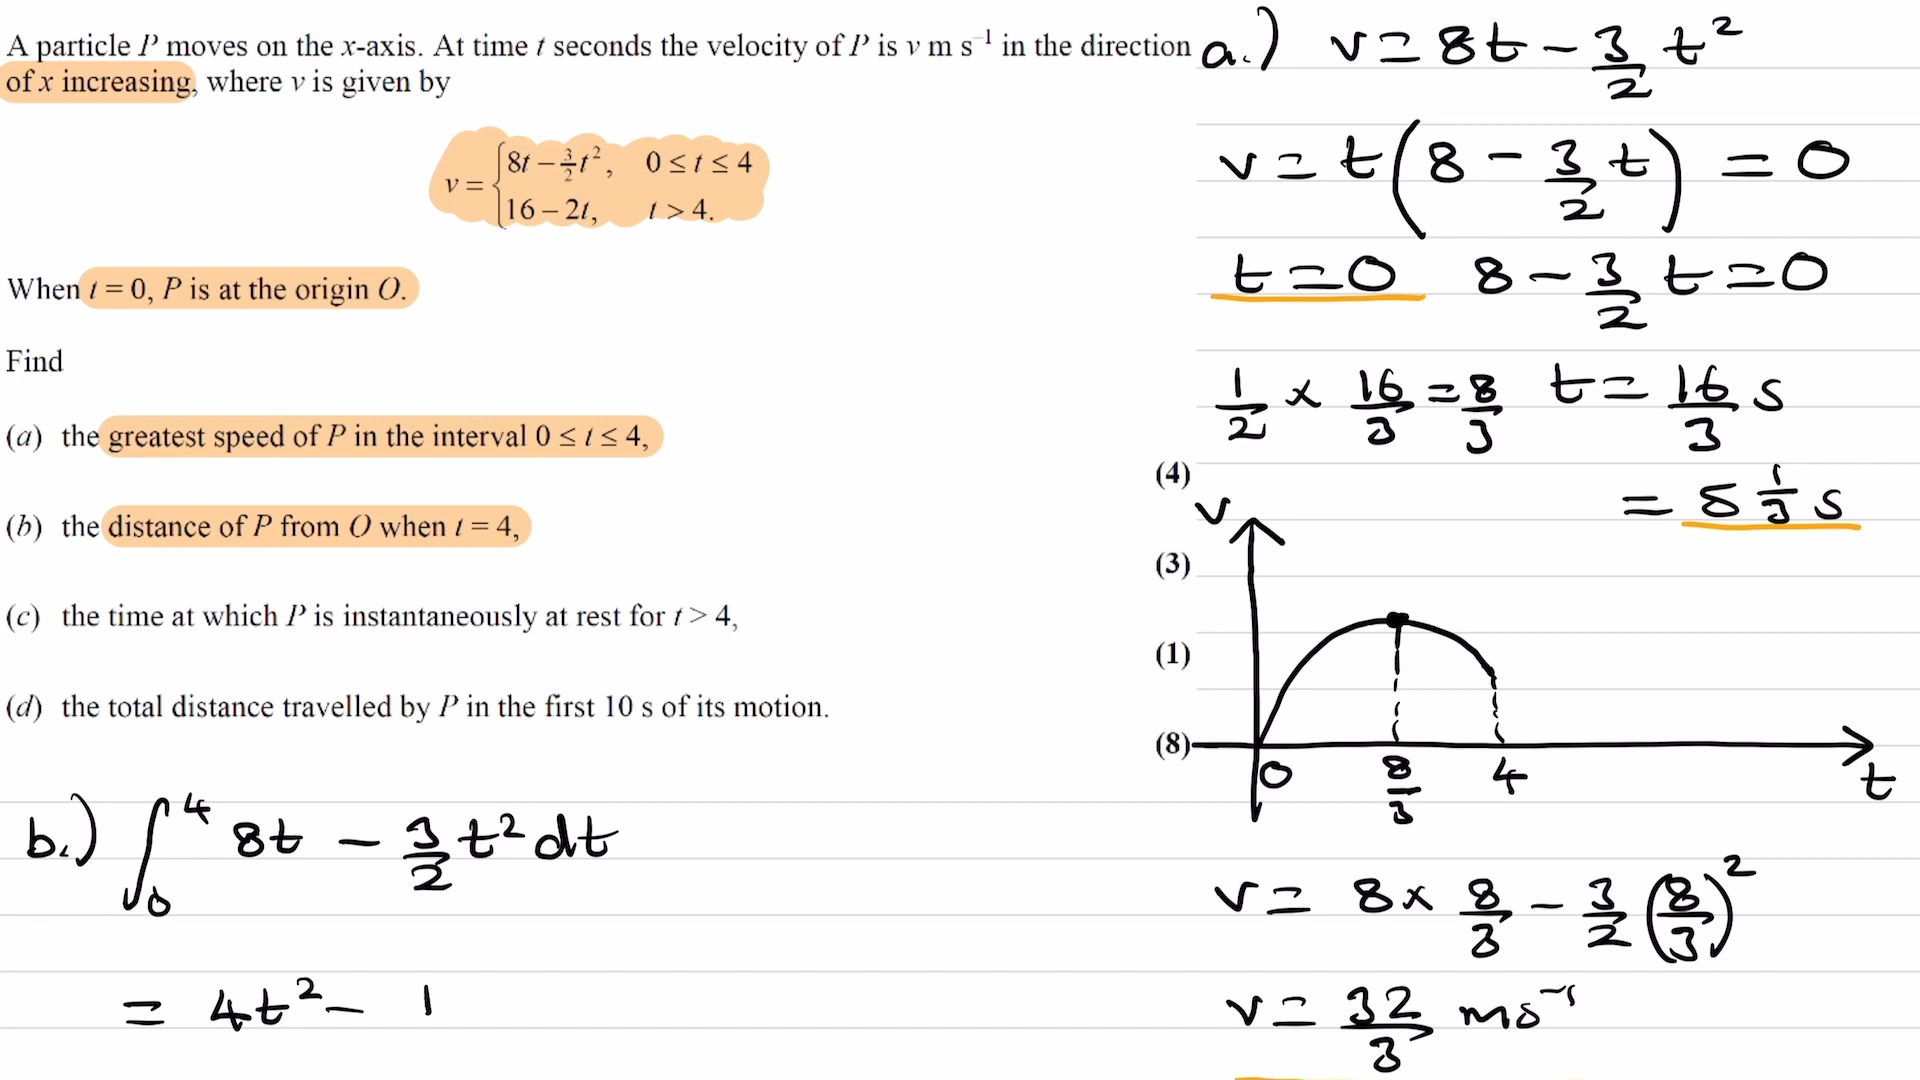 A particle P moves on the x-axis. At time t seconds the velocity of P is v m s⁻¹ in the direction
of x increasing, where v is given by
v = { 8t – 3/2 t², 0 ≤ t ≤ 4
16 – 2t, t > 4.
When t = 0, P is at the origin O.
Find
(a) the greatest speed of P in the interval 0 ≤ t ≤ 4,
(4)
(b) the distance of P from O when t = 4,
(3)
(c) the time at which P is instantaneously at rest for t > 4,
(1)
(d) the total distance travelled by P in the first 10 s of its motion.
(8)
a.) v = 8t – 3/2 t²
v = t(8 – 3/2 t) = 0
t = 0 8 – 3/2 t = 0
1/2 × 16/3 = 8/3 t = 16/3 s
= 5 1/3 s
v
0 8/3 4 t
v = 8 × 8/3 – 3/2 (8/3)²
v = 32/3 ms⁻¹
b.) ∫₀⁴ 8t – 3/2 t² dt
= 4t² – 1